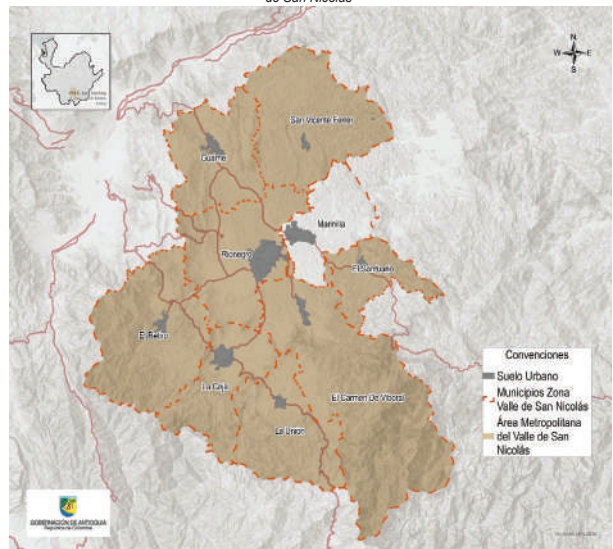 de San Nicolás
N
W E
S
San Vicente Ferrer
Guarne
Marinilla
Rionegro
El Santuario
El Retiro
La Ceja
El Carmen De Viboral
La Unión
Convenciones
Suelo Urbano
Municipios Zona
Valle de San Nicolás
Área Metropolitana
del Valle de San
Nicolás
GOBERNACIÓN DE ANTIOQUIA
República de Colombia